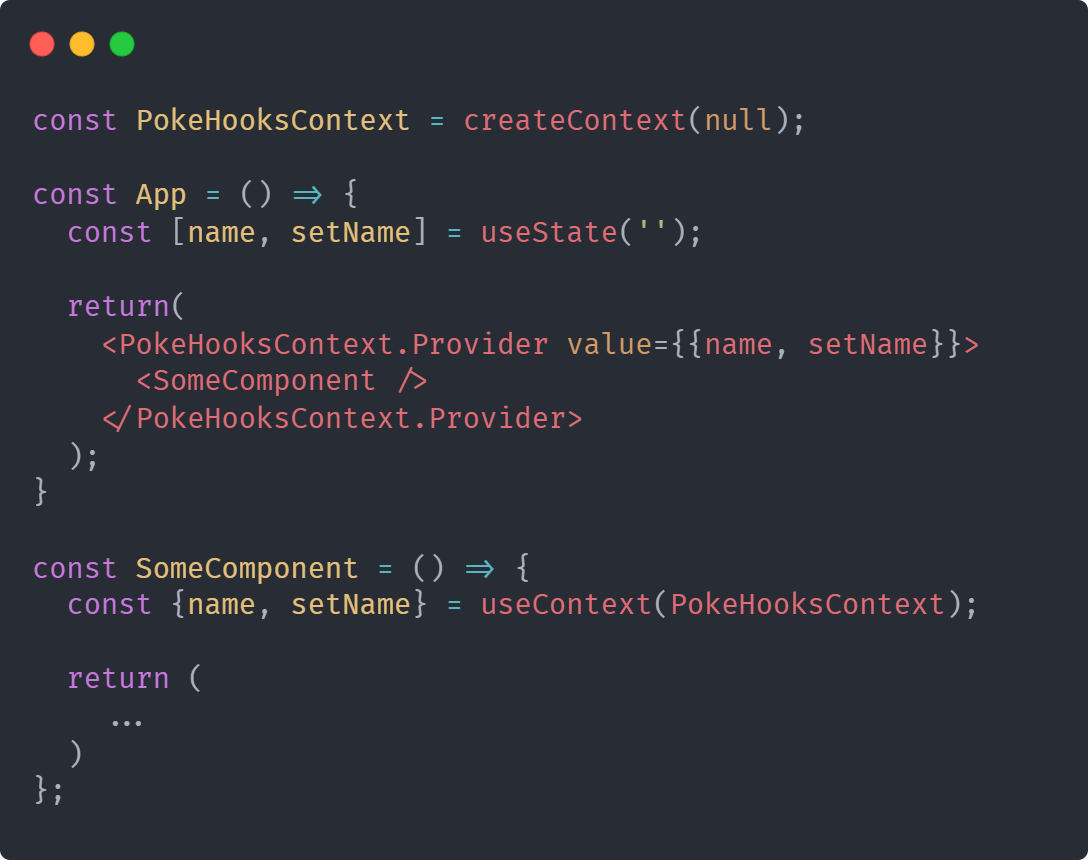 const PokeHooksContext = createContext(null);

const App = () => {
  const [name, setName] = useState('');

  return(
    <PokeHooksContext.Provider value={{name, setName}}>
      <SomeComponent />
    </PokeHooksContext.Provider>
  );
}

const SomeComponent = () => {
  const {name, setName} = useContext(PokeHooksContext);

  return (
    ...
  )
};